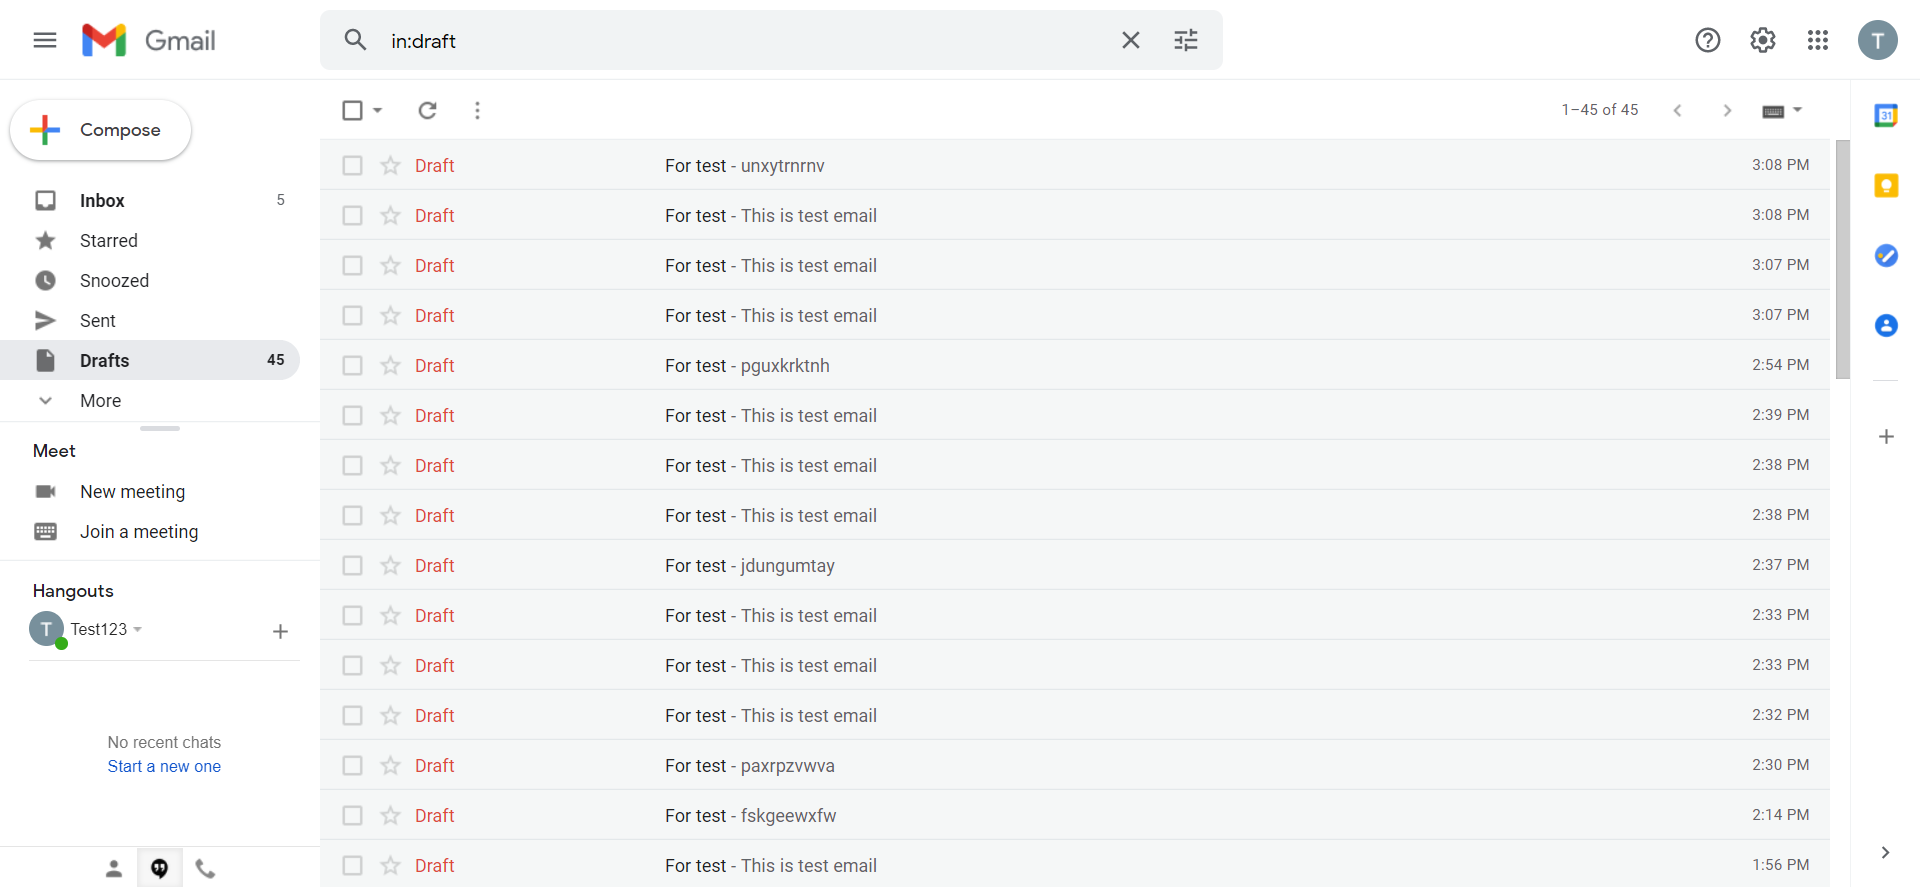 Gmail
in:draft
T
Compose
1–45 of 45
31
Inbox 5
Starred
Snoozed
Sent
Drafts 45
More
Meet
New meeting
Join a meeting
Hangouts
T Test123
No recent chats
Start a new one
Draft For test - unxytrnrnv 3:08 PM
Draft For test - This is test email 3:08 PM
Draft For test - This is test email 3:07 PM
Draft For test - This is test email 3:07 PM
Draft For test - pguxkrktnh 2:54 PM
Draft For test - This is test email 2:39 PM
Draft For test - This is test email 2:38 PM
Draft For test - This is test email 2:38 PM
Draft For test - jdungumtay 2:37 PM
Draft For test - This is test email 2:33 PM
Draft For test - This is test email 2:33 PM
Draft For test - This is test email 2:32 PM
Draft For test - paxrpzvwva 2:30 PM
Draft For test - fskgeewxfw 2:14 PM
Draft For test - This is test email 1:56 PM